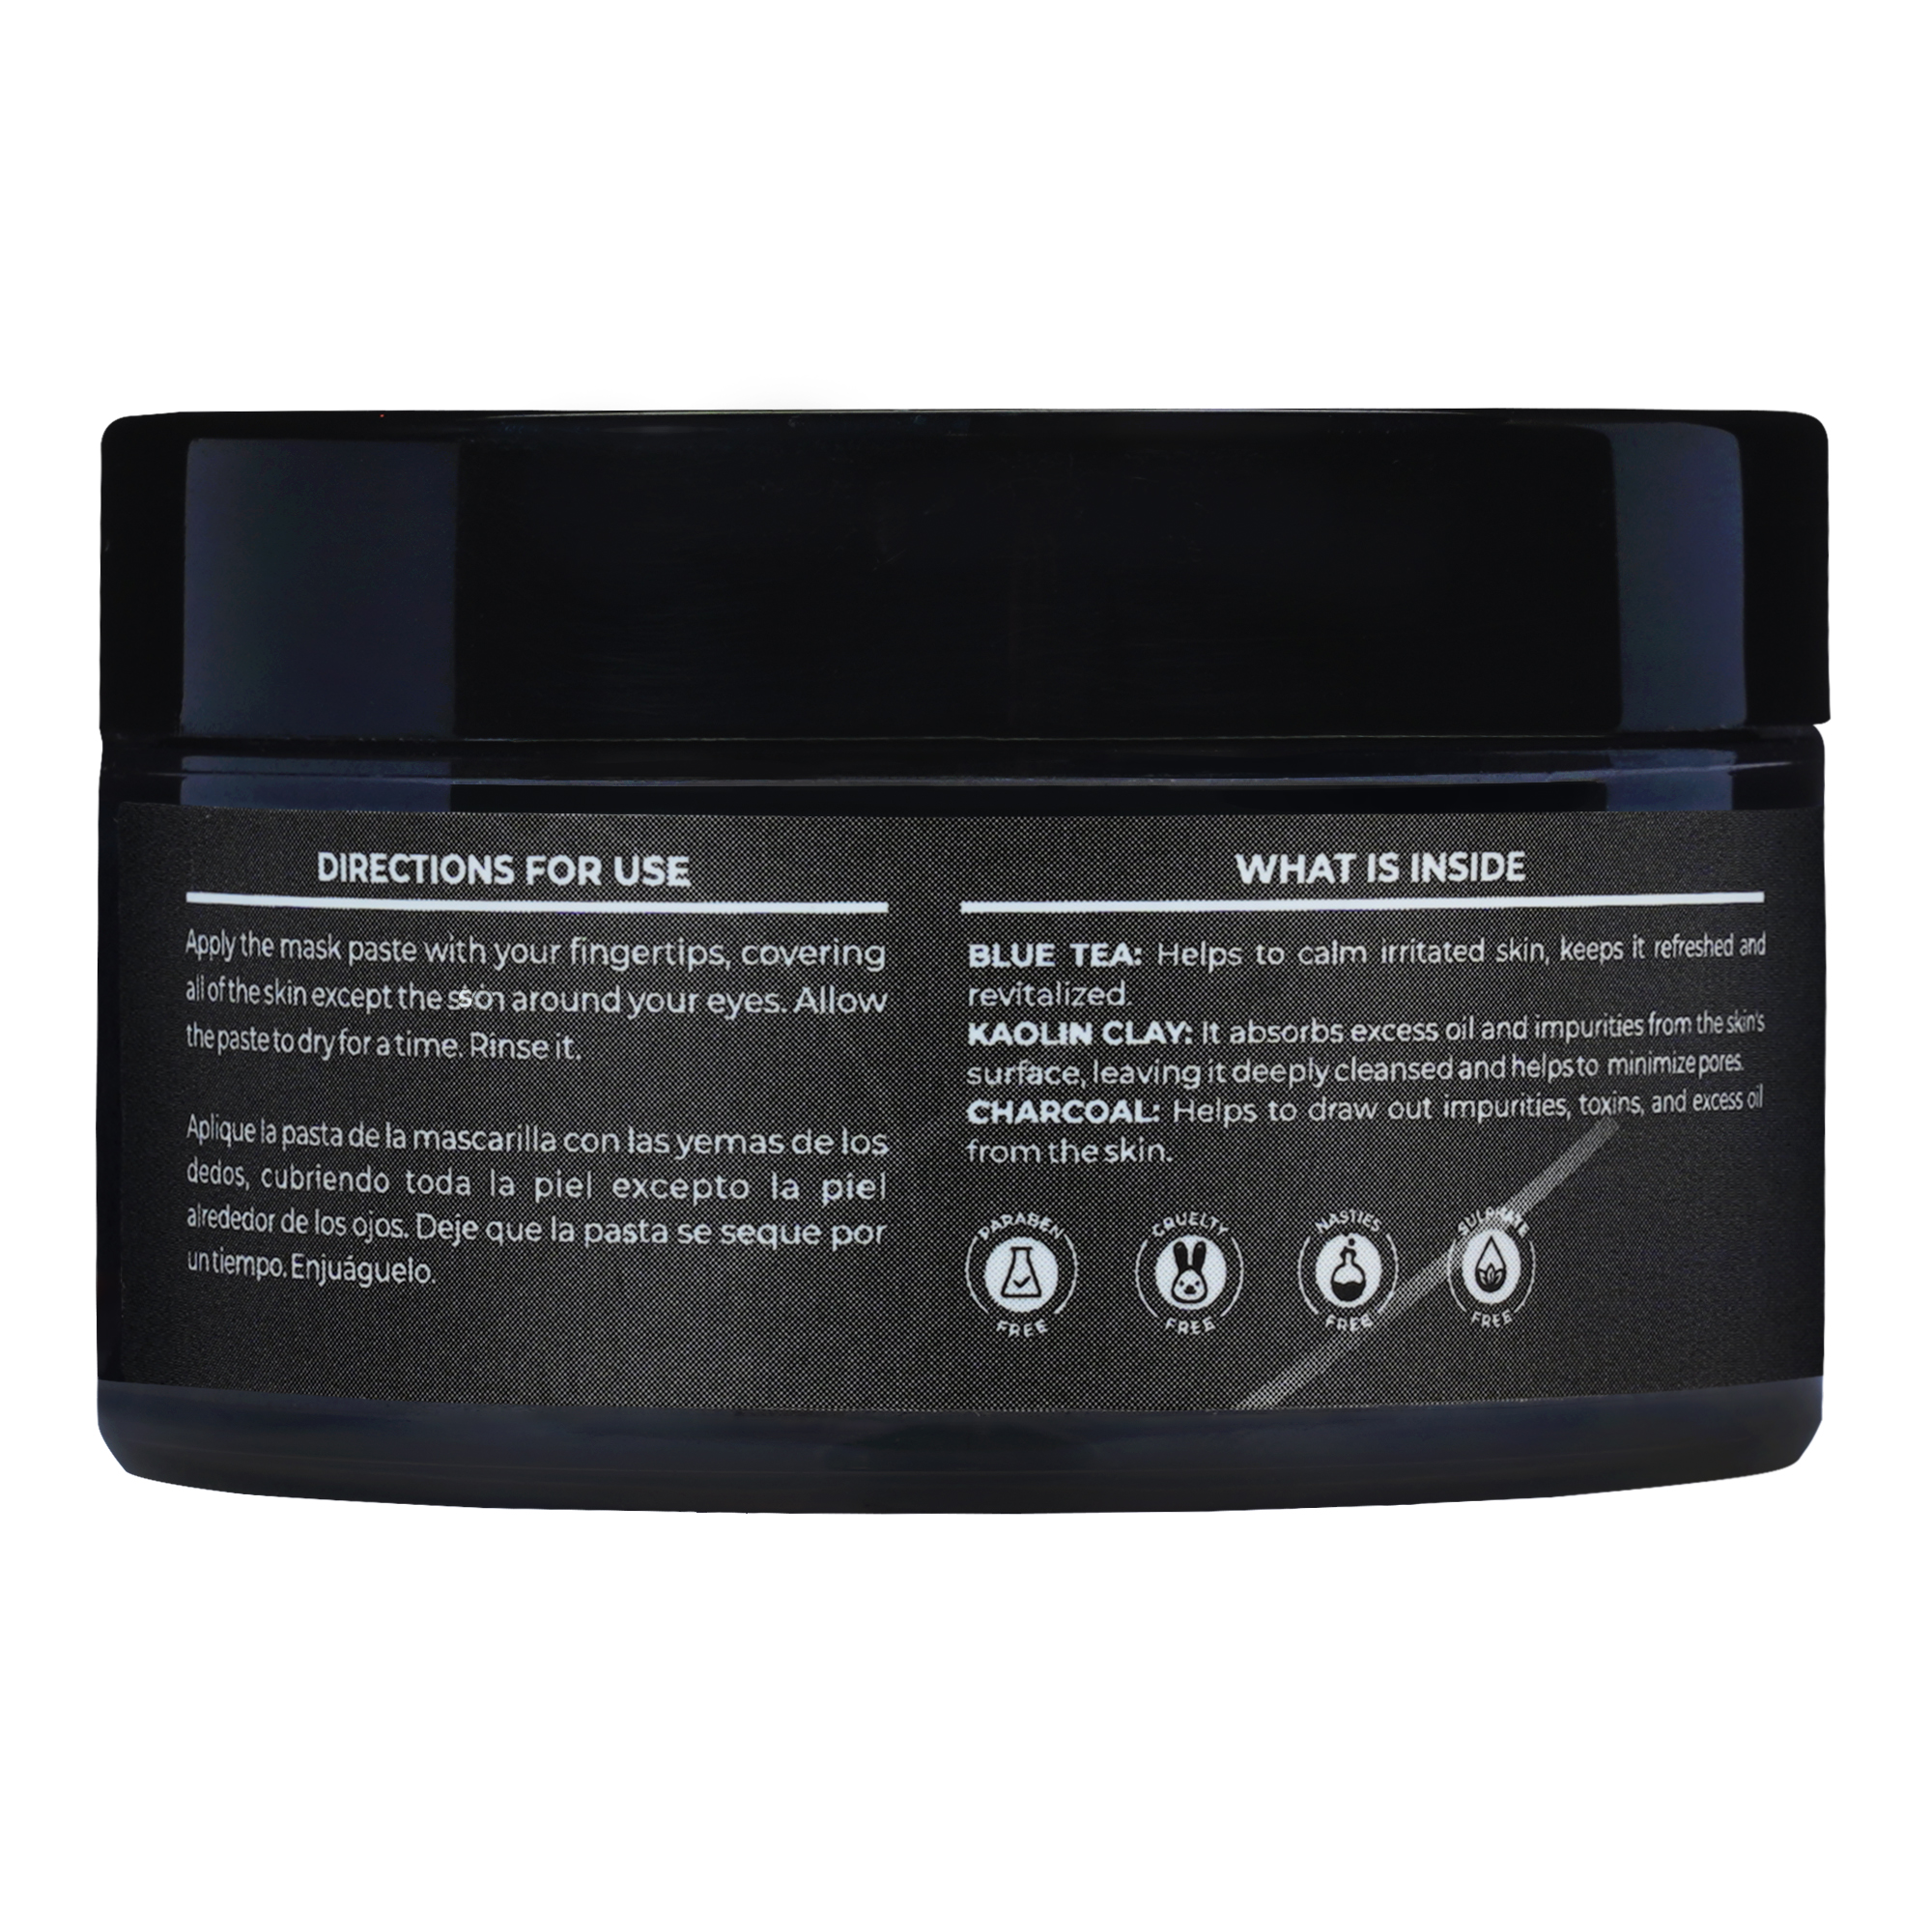 DIRECTIONS FOR USE
Apply the mask paste with your fingertips, covering
all of the skin except the around your eyes. Allow
the paste to dry for a time. Rinse it.
Aplique la pasta de la mascarilla con las yemas de los
dedos, cubriendo toda la piel excepto la piel
alrededor de los ojos. Deje que la pasta se seque por
un tiempo. Enjuáguelo.
WHAT IS INSIDE
BLUE TEA: Helps to calm irritated skin, keeps it refreshed and
revitalized.
KAOLIN CLAY: It absorbs excess oil and impurities from the skin's
surface, leaving it deeply cleansed and helps to minimize pores.
CHARCOAL: Helps to draw out impurities, toxins, and excess oil
from the skin.
PARABEN
FREE
CRUELTY
FREE
NASTIES
FREE
SULPHATE
FREE